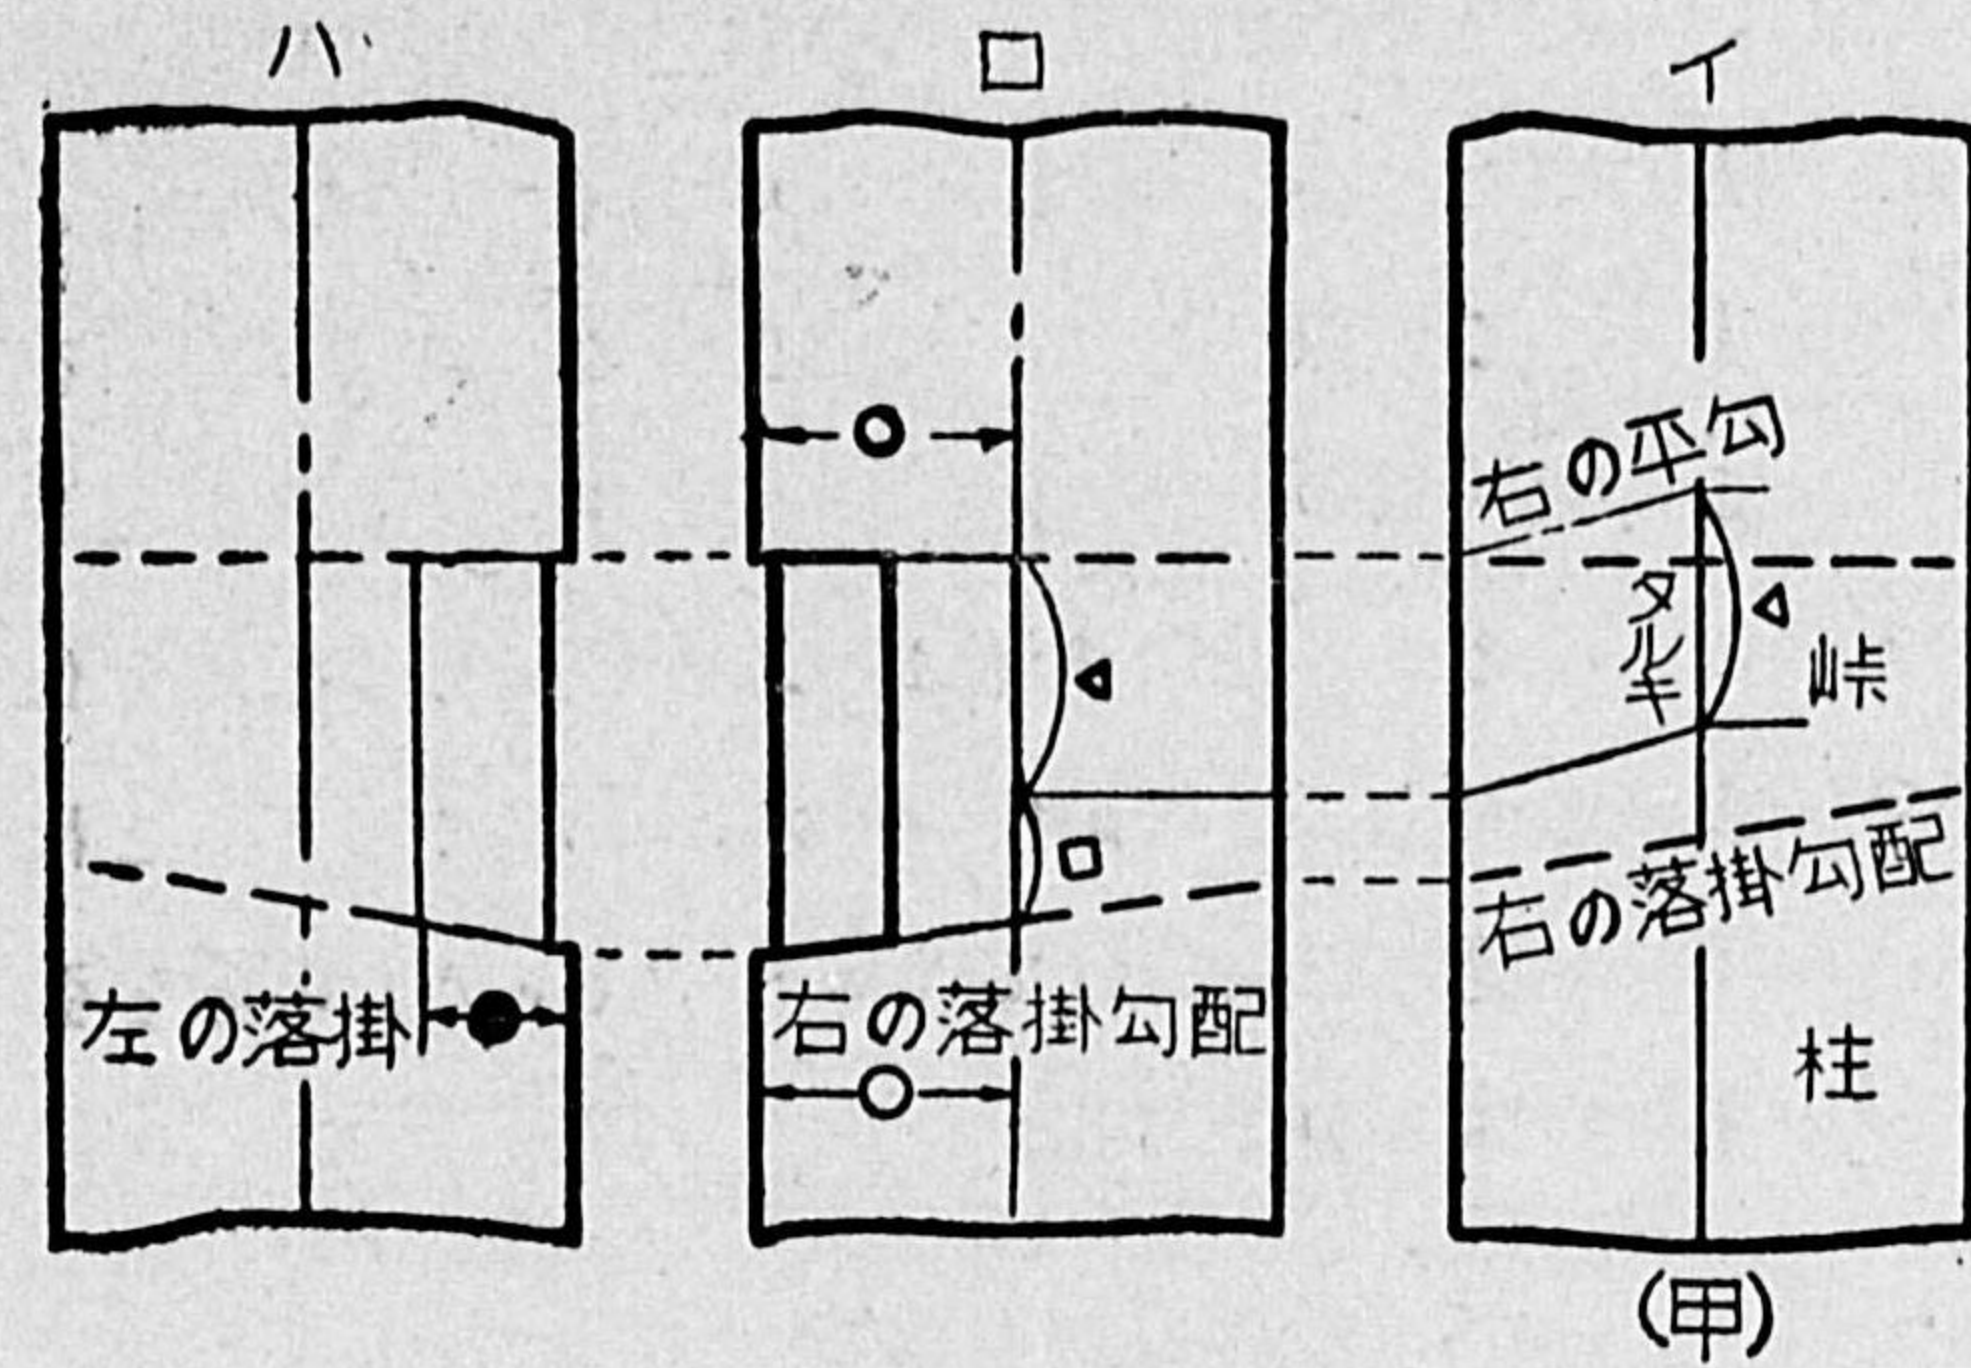 イ
右の平勾
タルキ
峠
右の落掛勾配
柱
(甲)
ロ
右の落掛勾配
ハ
左の落掛